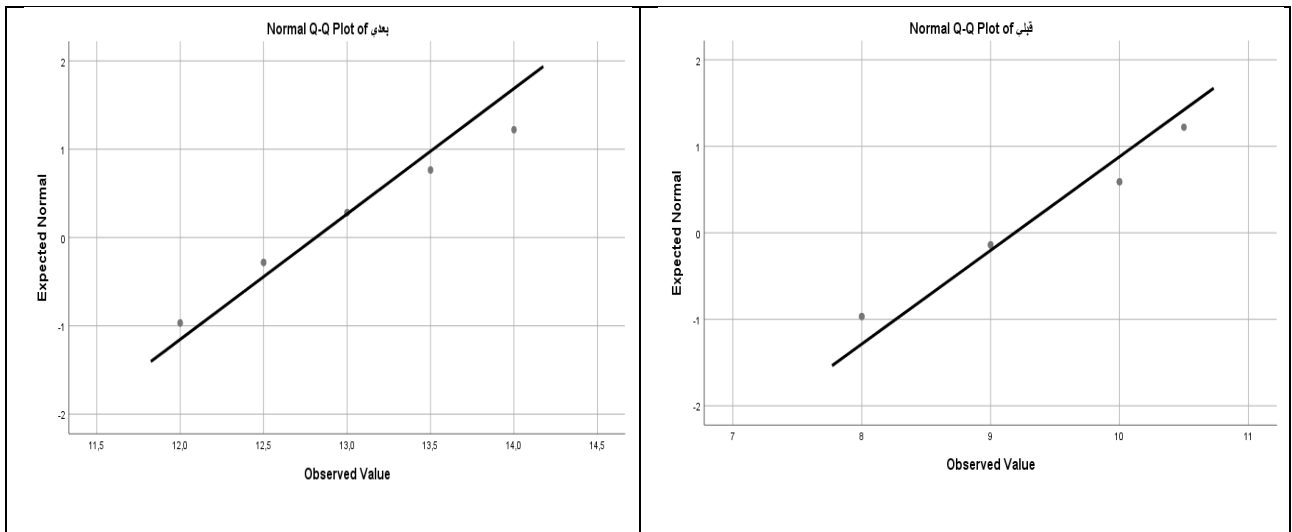 Normal Q-Q Plot of بعدي
Expected Normal
2
1
0
-1
-2
11,5 12,0 12,5 13,0 13,5 14,0 14,5
Observed Value
Normal Q-Q Plot of قبلي
Expected Normal
2
1
0
-1
-2
7 8 9 10 11
Observed Value